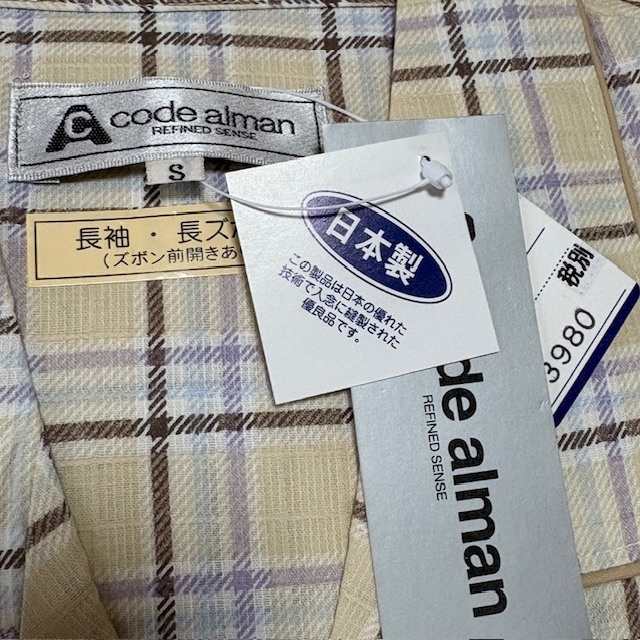 code alman
REFINED SENSE
S
長袖・長ズ
(ズボン前開きあ
日本製
この製品は日本の優れた
技術で入念に縫製された
優良品です。
税別
3980
de alman
REFINED SENSE